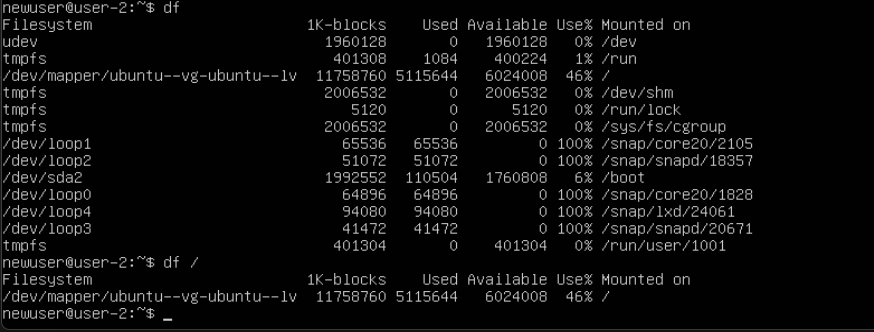 newuser@user-2:~$ df
Filesystem                        1K-blocks    Used Available Use% Mounted on
udev                                1960128       0   1960128   0% /dev
tmpfs                                401308    1084    400224   1% /run
/dev/mapper/ubuntu--vg-ubuntu--lv  11758760 5115644   6024008  46% /
tmpfs                               2006532       0   2006532   0% /dev/shm
tmpfs                                  5120       0      5120   0% /run/lock
tmpfs                               2006532       0   2006532   0% /sys/fs/cgroup
/dev/loop1                            65536   65536         0 100% /snap/core20/2105
/dev/loop2                            51072   51072         0 100% /snap/snapd/18357
/dev/sda2                           1992552  110504   1760808   6% /boot
/dev/loop0                            64896   64896         0 100% /snap/core20/1828
/dev/loop4                            94080   94080         0 100% /snap/lxd/24061
/dev/loop3                            41472   41472         0 100% /snap/snapd/20671
tmpfs                                401304       0    401304   0% /run/user/1001
newuser@user-2:~$ df /
Filesystem                        1K-blocks    Used Available Use% Mounted on
/dev/mapper/ubuntu--vg-ubuntu--lv  11758760 5115644   6024008  46% /
newuser@user-2:~$ _